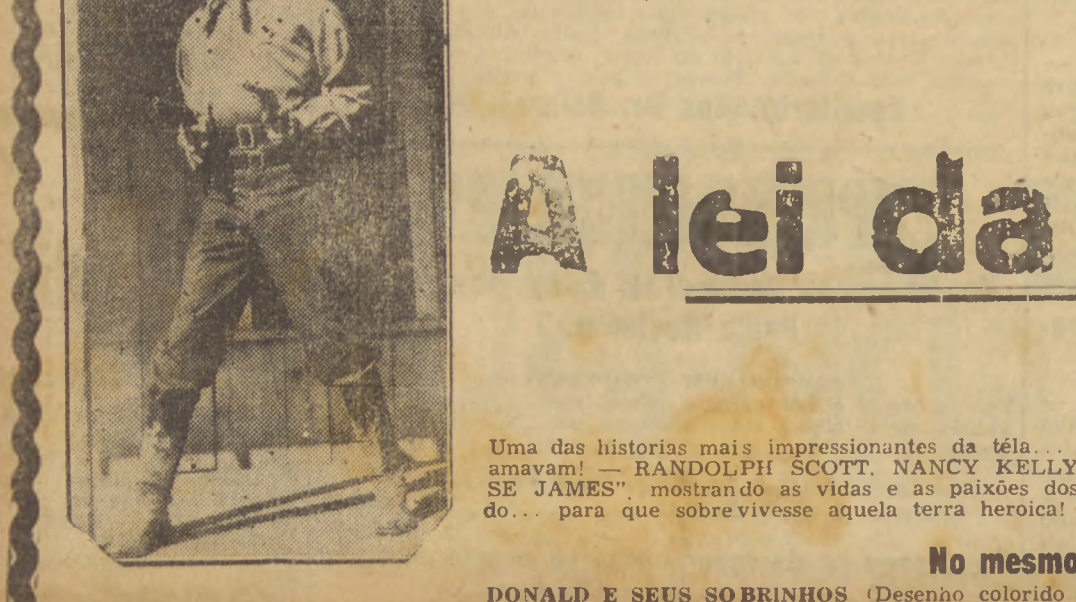 A lei da
Uma das historias mais impressionantes da téla...
amavam! — RANDOLPH SCOTT. NANCY KELLY
SE JAMES", mostrando as vidas e as paixões dos
do... para que sobrevivesse aquela terra heroica!
No mesmo
DONALD E SEUS SOBRINHOS (Desenho colorido